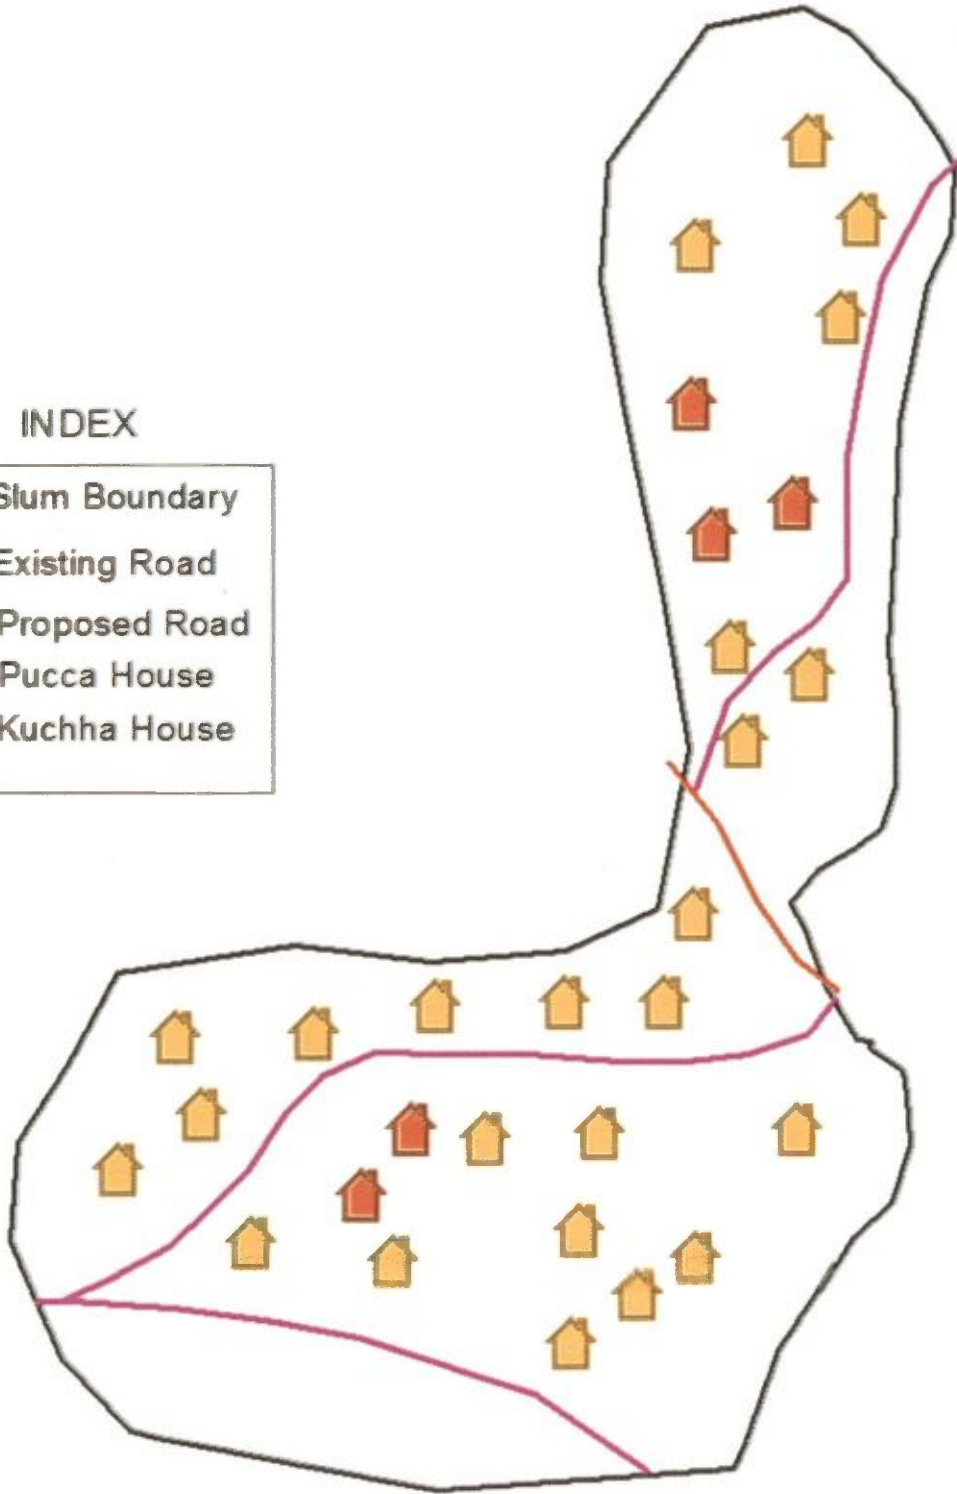 INDEX
Slum Boundary
Existing Road
Proposed Road
Pucca House
Kuchha House